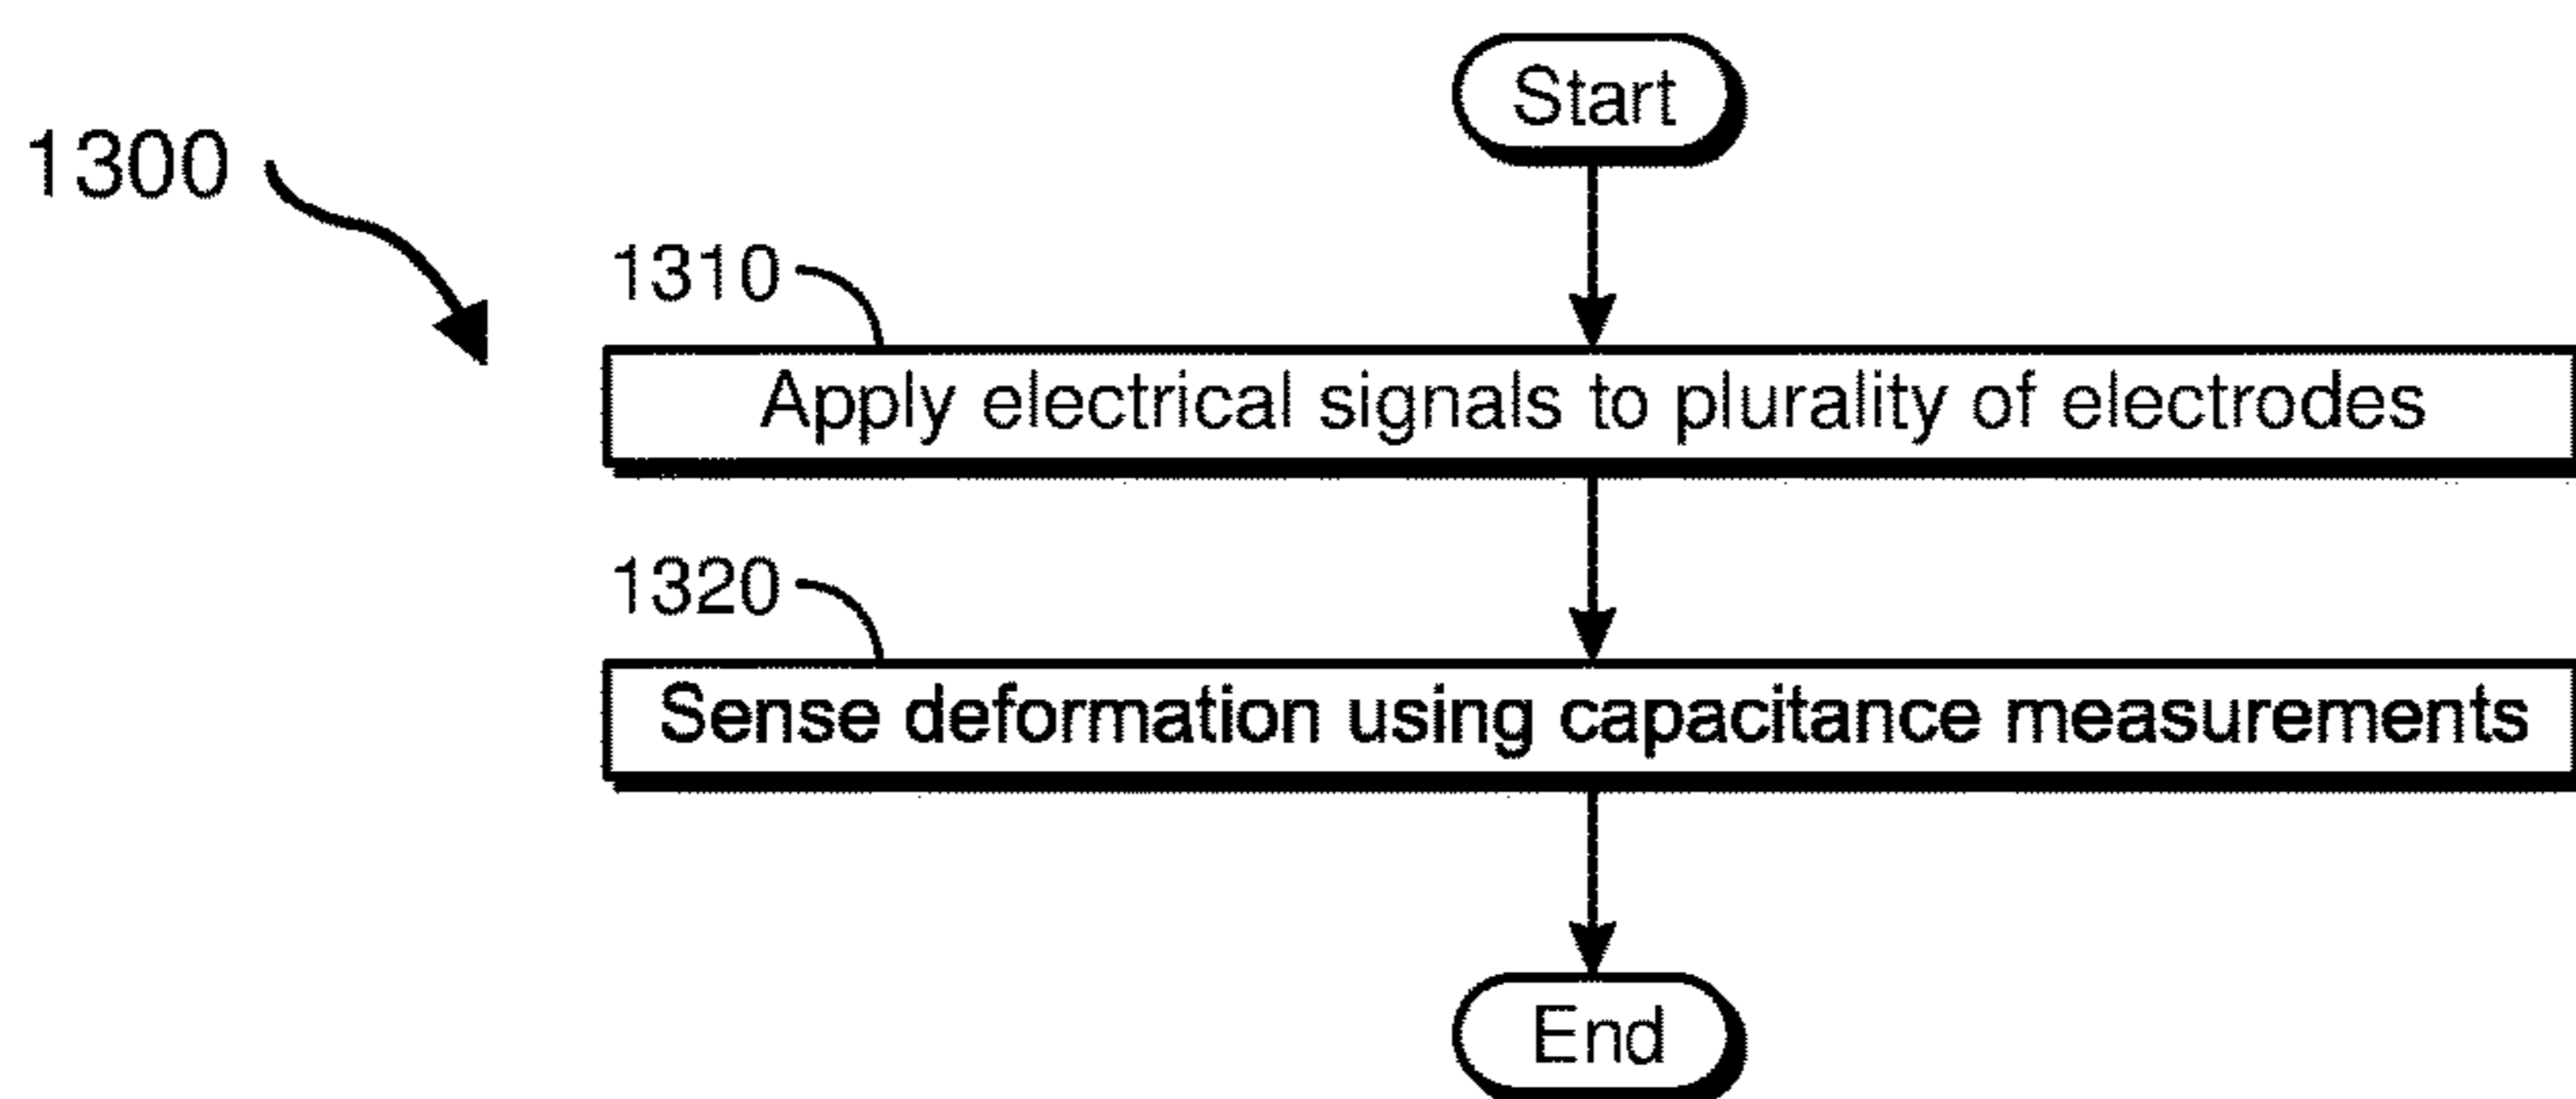 Start
1300
1310
Apply electrical signals to plurality of electrodes
1320
Sense deformation using capacitance measurements
End